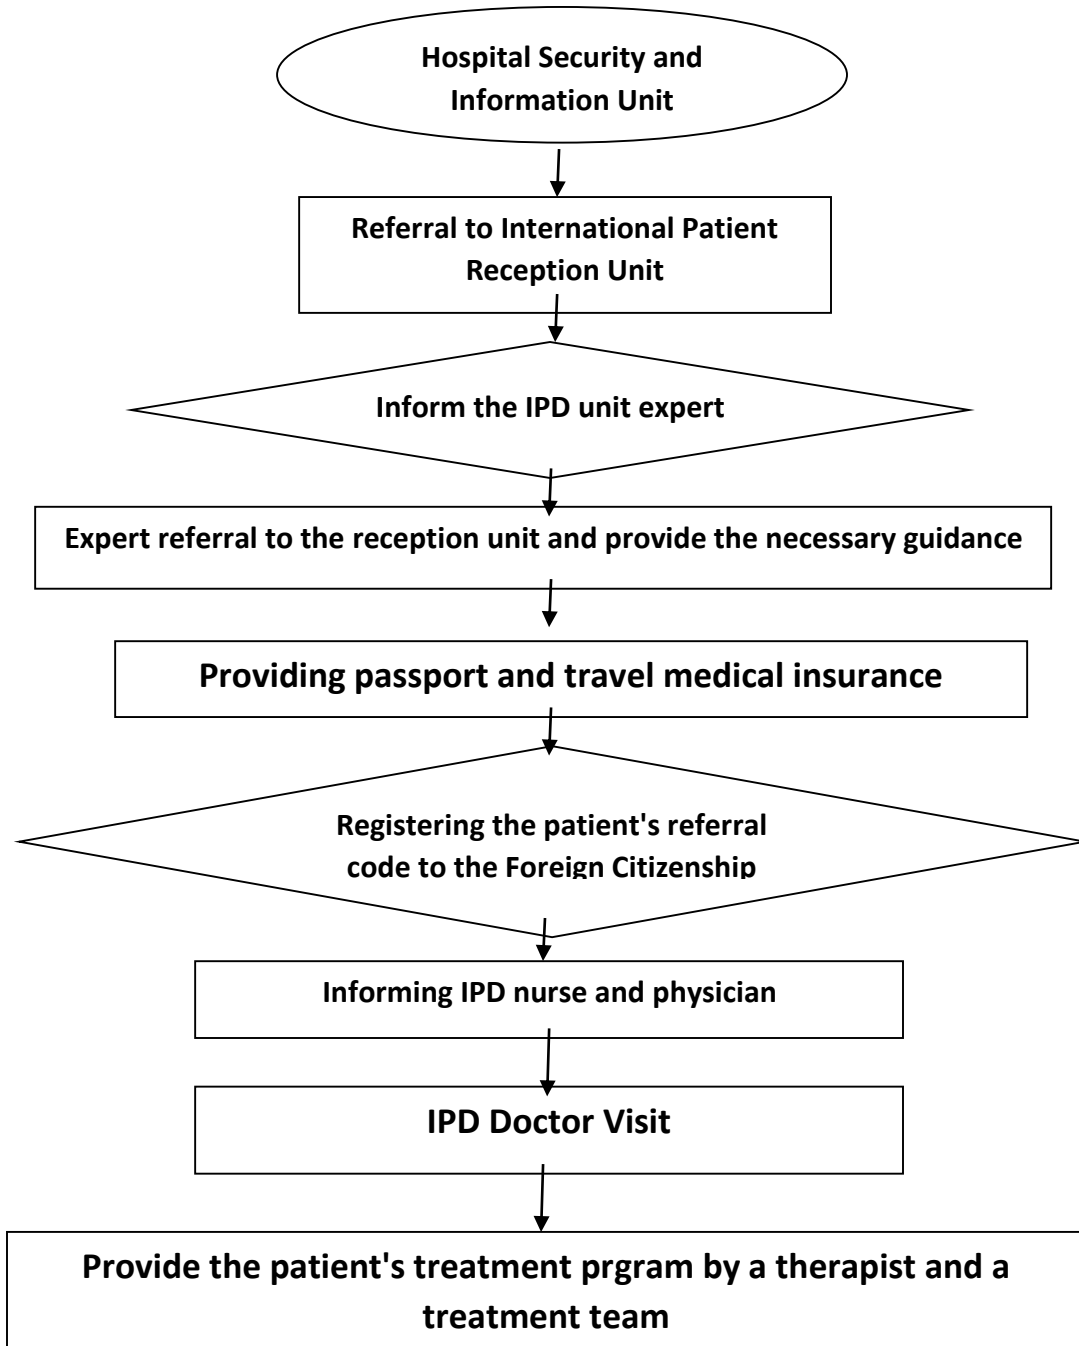 Hospital Security and
Information Unit
Referral to International Patient
Reception Unit
Inform the IPD unit expert
Expert referral to the reception unit and provide the necessary guidance
Providing passport and travel medical insurance
Registering the patient's referral
code to the Foreign Citizenship
Informing IPD nurse and physician
IPD Doctor Visit
Provide the patient's treatment prgram by a therapist and a
treatment team